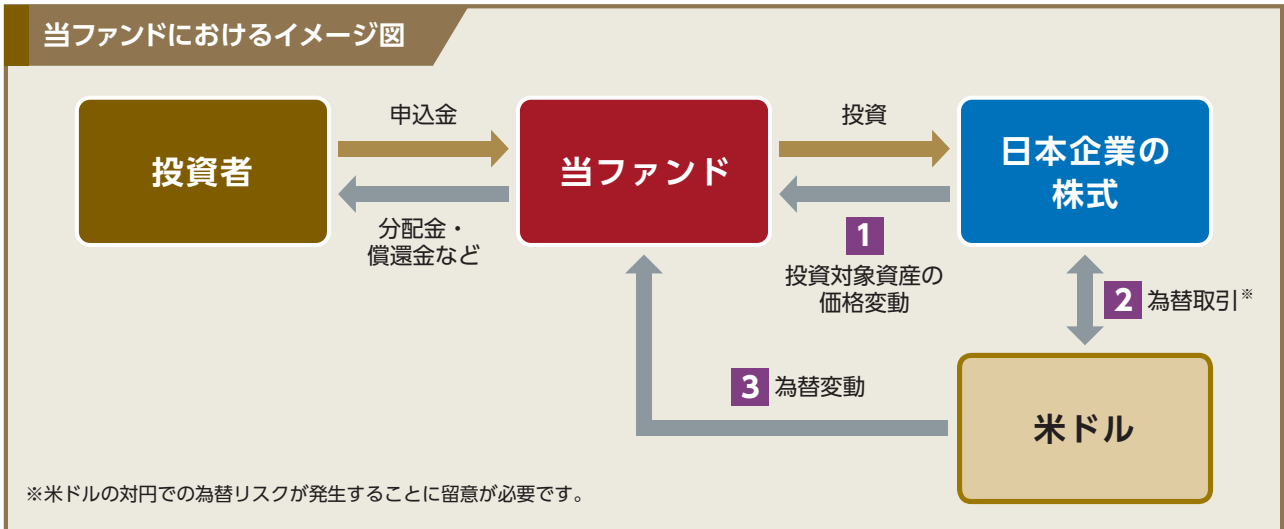 当ファンドにおけるイメージ図
投資者
申込金
分配金・
償還金など
当ファンド
投資
1
投資対象資産の
価格変動
日本企業の
株式
2 為替取引※
3 為替変動
米ドル
※米ドルの対円での為替リスクが発生することに留意が必要です。